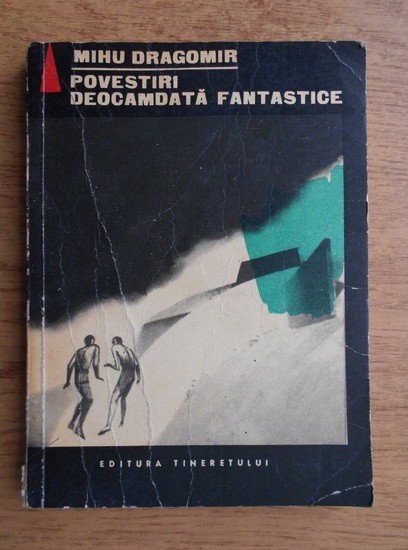 MIHU DRAGOMIR
POVESTIRI
DEOCAMDATĂ FANTASTICE
EDITURA TINERETULUI